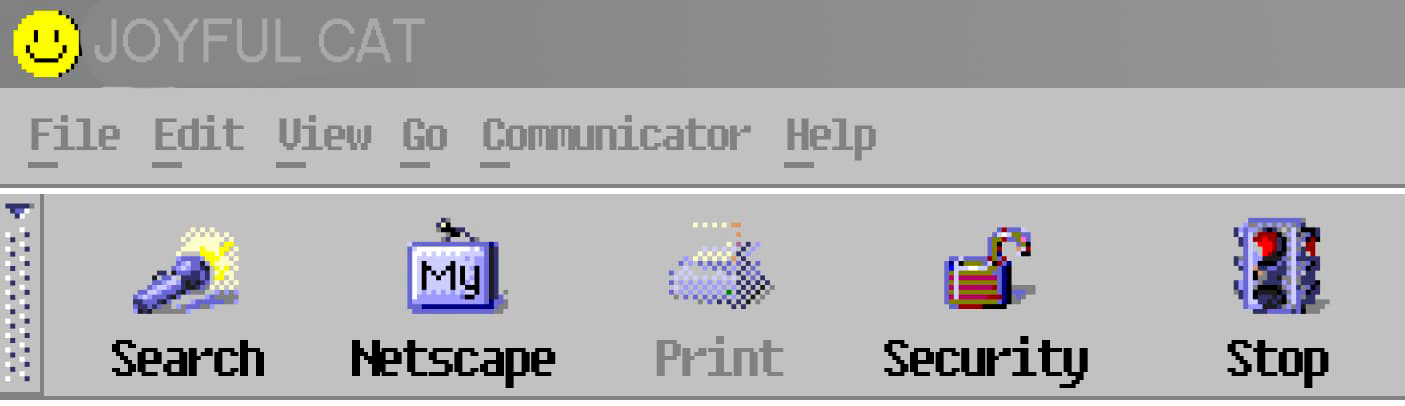 JOYFUL CAT
File Edit View Go Communicator Help
My
Search Netscape Print Security Stop